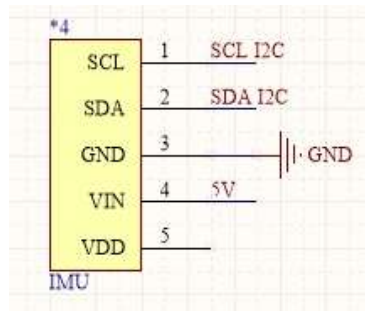 *4
SCL 1 SCL I2C
SDA 2 SDA I2C
GND 3 GND
VIN 4 5V
VDD 5
IMU